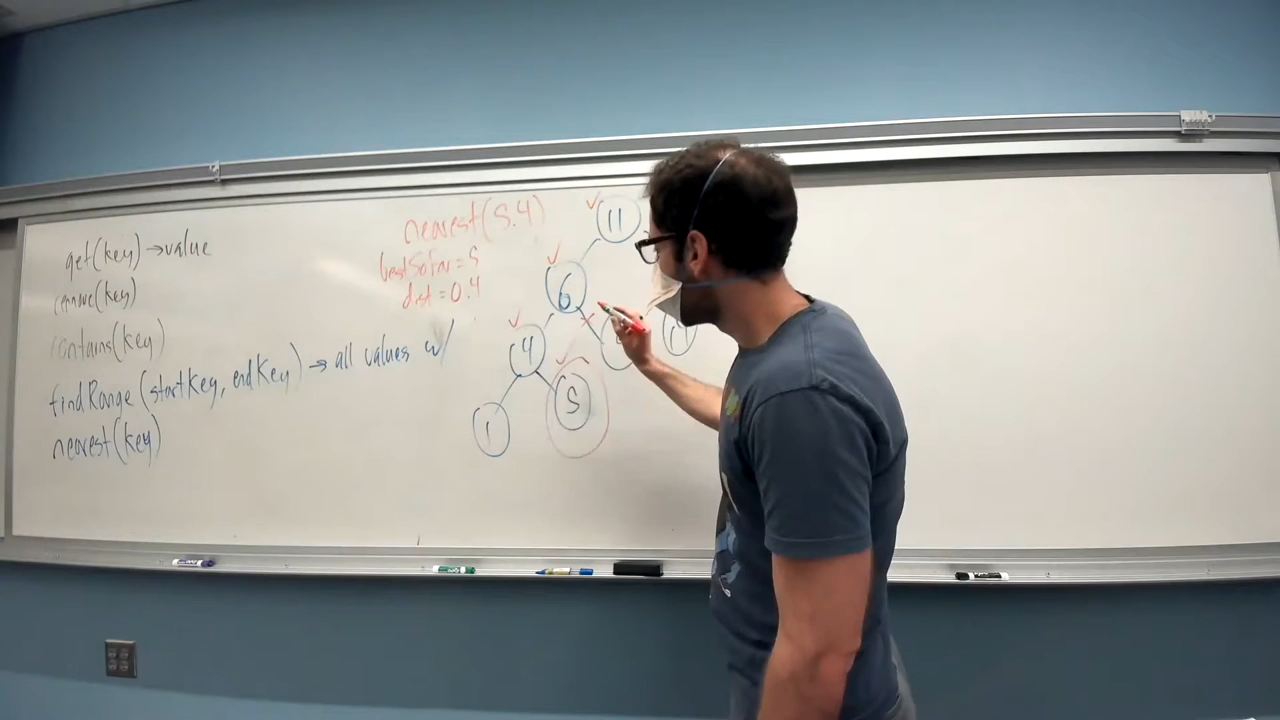 get(key) → value
remove(key)
contains(key)
findRange(startKey, endKey) → all values w/
nearest(key)
nearest(5.4)
bestSoFar = 5
dist = 0.4
11
6
4
5
1